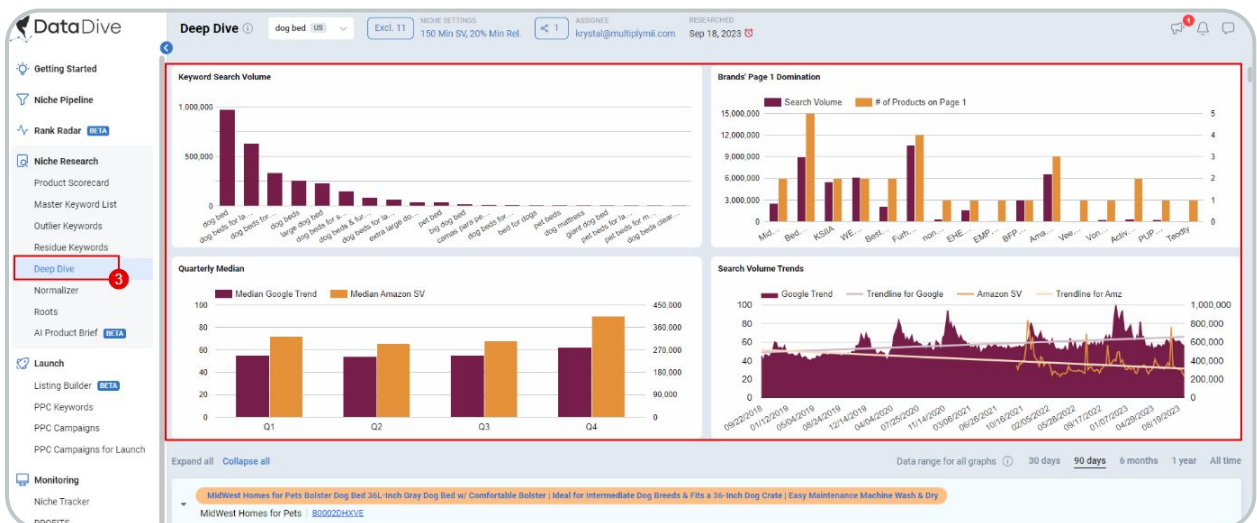 DataDive
Deep Dive
dog bed US
Excl. 11
NICHE SETTINGS
150 Min SV, 20% Min Rel.
1
ASSIGNEE
krystal@multiplymii.com
RESEARCHED
Sep 18, 2023
Getting Started
Niche Pipeline
Rank Radar BETA
Niche Research
Product Scorecard
Master Keyword List
Outlier Keywords
Residue Keywords
Deep Dive
3
Normalizer
Roots
AI Product Brief BETA
Launch
Listing Builder BETA
PPC Keywords
PPC Campaigns
PPC Campaigns for Launch
Monitoring
Niche Tracker
PROFITS
Keyword Search Volume
1,000,000
500,000
0
dog bed
dog beds for la...
dog beds for...
dog beds
large dog bed
dog beds for s...
dog beds & fur...
dog beds for la...
extra large do...
pet bed
big dog bed
camas para pe...
dog beds for...
bed for dogs
pet beds
dog mattress
giant dog bed
pet beds for la...
pet beds for m...
dog beds clear...
Brands' Page 1 Domination
Search Volume # of Products on Page 1
15,000,000
12,000,000
9,000,000
6,000,000
3,000,000
0
5
4
3
2
1
0
Mid...
Bed...
KSIIA
WE...
Best...
Furh...
non...
EHE...
EMP...
BFP...
Ama...
Vee...
Von...
Activ...
PUP...
Tendly
Quarterly Median
Median Google Trend Median Amazon SV
100
80
60
40
20
0
450,000
360,000
270,000
180,000
90,000
0
Q1 Q2 Q3 Q4
Search Volume Trends
Google Trend Trendline for Google Amazon SV Trendline for Amz
100
80
60
40
20
0
1,000,000
800,000
600,000
400,000
200,000
0
09/22/2018
01/12/2019
05/04/2019
08/24/2019
12/14/2019
04/04/2020
07/25/2020
11/14/2020
03/06/2021
06/26/2021
10/16/2021
02/05/2022
05/28/2022
09/17/2022
01/07/2023
04/29/2023
08/19/2023
Expand all Collapse all
Data range for all graphs 30 days 90 days 6 months 1 year All time
MidWest Homes for Pets Bolster Dog Bed 36L-Inch Gray Dog Bed w/ Comfortable Bolster | Ideal for Intermediate Dog Breeds & Fits a 36-Inch Dog Crate | Easy Maintenance Machine Wash & Dry
MidWest Homes for Pets B0002DHXVE